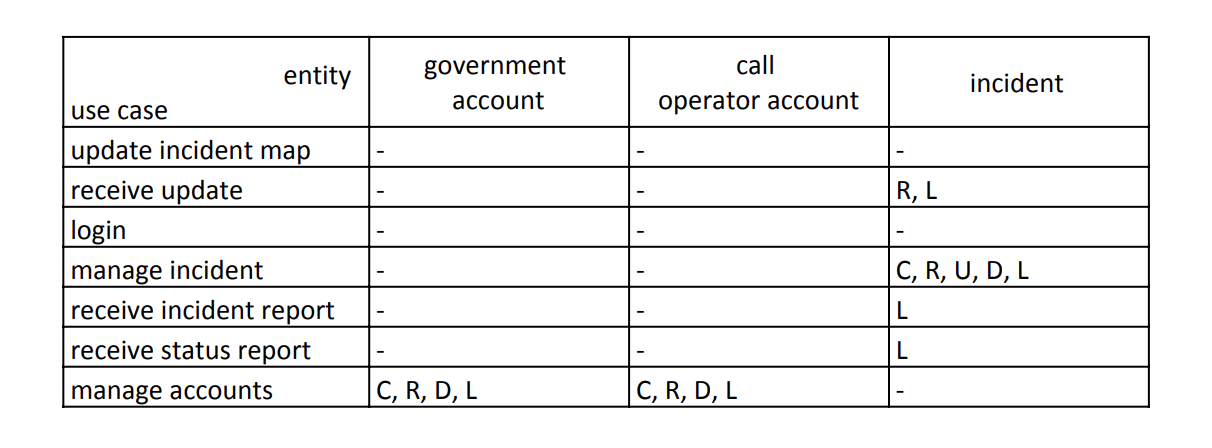 entity
use case
government
account
call
operator account
incident
update incident map - - -
receive update - - R, L
login - - -
manage incident - - C, R, U, D, L
receive incident report - - L
receive status report - - L
manage accounts C, R, D, L C, R, D, L -